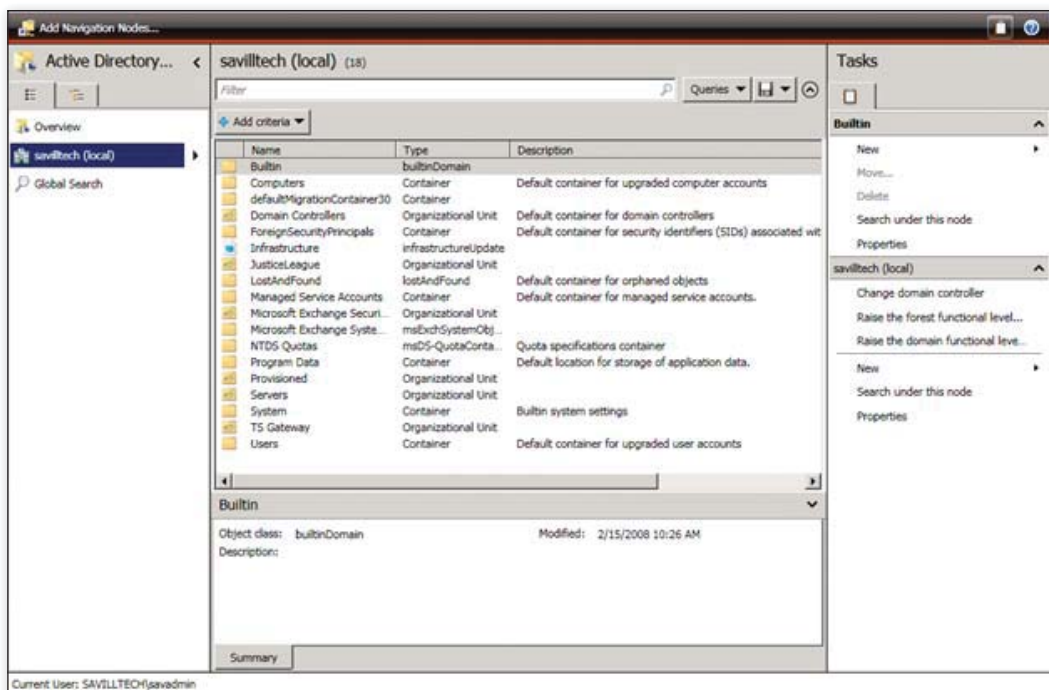 Add Navigation Nodes...
Active Directory...
Overview
savilltech (local)
Global Search
savilltech (local) (18)
Filter
Queries
Add criteria
Name Type Description
Builtin builtinDomain
Computers Container Default container for upgraded computer accounts
defaultMigrationContainer30 Container
Domain Controllers Organizational Unit Default container for domain controllers
ForeignSecurityPrincipals Container Default container for security identifiers (SIDs) associated wit
Infrastructure infrastructureUpdate
JusticeLeague Organizational Unit
LostAndFound lostAndFound Default container for orphaned objects
Managed Service Accounts Container Default container for managed service accounts.
Microsoft Exchange Securi... Organizational Unit
Microsoft Exchange Syste... msExchSystemObj...
NTDS Quotas msDS-QuotaConta... Quota specifications container
Program Data Container Default location for storage of application data.
Provisioned Organizational Unit
Servers Organizational Unit
System Container Builtin system settings
TS Gateway Organizational Unit
Users Container Default container for upgraded user accounts
Builtin
Object class: builtinDomain Modified: 2/15/2008 10:26 AM
Description:
Summary
Tasks
Builtin
New
Move...
Delete
Search under this node
Properties
savilltech (local)
Change domain controller
Raise the forest functional level...
Raise the domain functional leve...
New
Search under this node
Properties
Current User: SAVILLTECH\savadmin